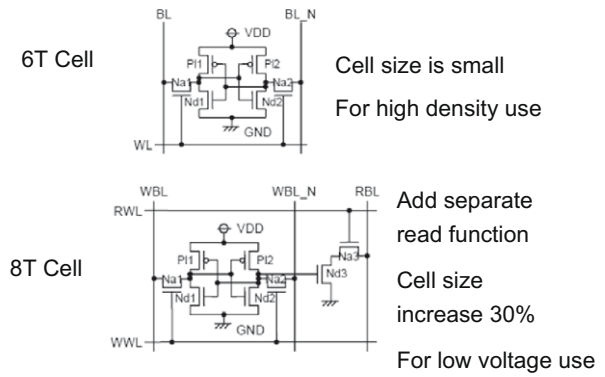 BL
BL_N
VDD
6T Cell
Pl1
Pl2
Na1
Na2
Nd1
Nd2
GND
WL
Cell size is small
For high density use
WBL
WBL_N
RBL
RWL
VDD
8T Cell
Pl1
Pl2
Na1
Na2
Na3
Nd1
Nd2
Nd3
GND
WWL
Add separate
read function
Cell size
increase 30%
For low voltage use